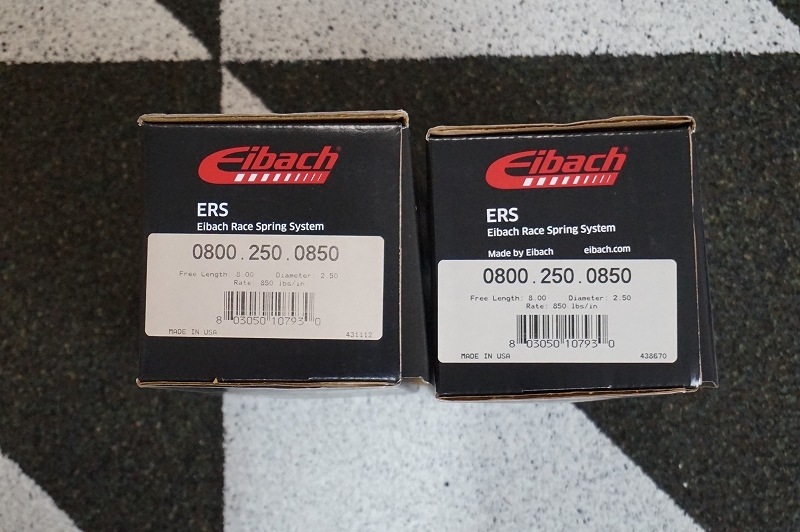 Eibach
ERS
Eibach Race Spring System
0800.250.0850
Free Length: 8.00 Diameter: 2.50
Rate: 850 lbs/in
8 03050 10793 0
MADE IN USA 431112
Eibach
ERS
Eibach Race Spring System
Made by Eibach eibach.com
0800.250.0850
Free Length: 8.00 Diameter: 2.50
Rate: 850 lbs/in
8 03050 10793 0
MADE IN USA 438670